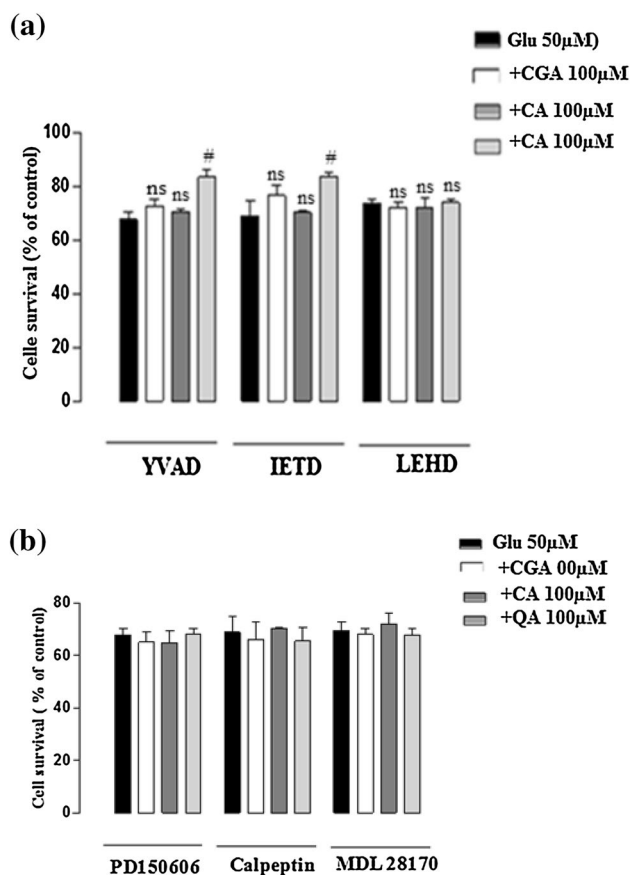 (a)
Glu 50μM)
+CGA 100μM
+CA 100μM
+CA 100μM
Celle survival (% of control)
100
80
60
40
20
0
ns
ns
#
ns
ns
#
ns
ns
ns
YVAD
IETD
LEHD
(b)
Glu 50μM
+CGA 00μM
+CA 100μM
+QA 100μM
Cell survival ( % of control)
80
60
40
20
0
PD150606
Calpeptin
MDL 28170